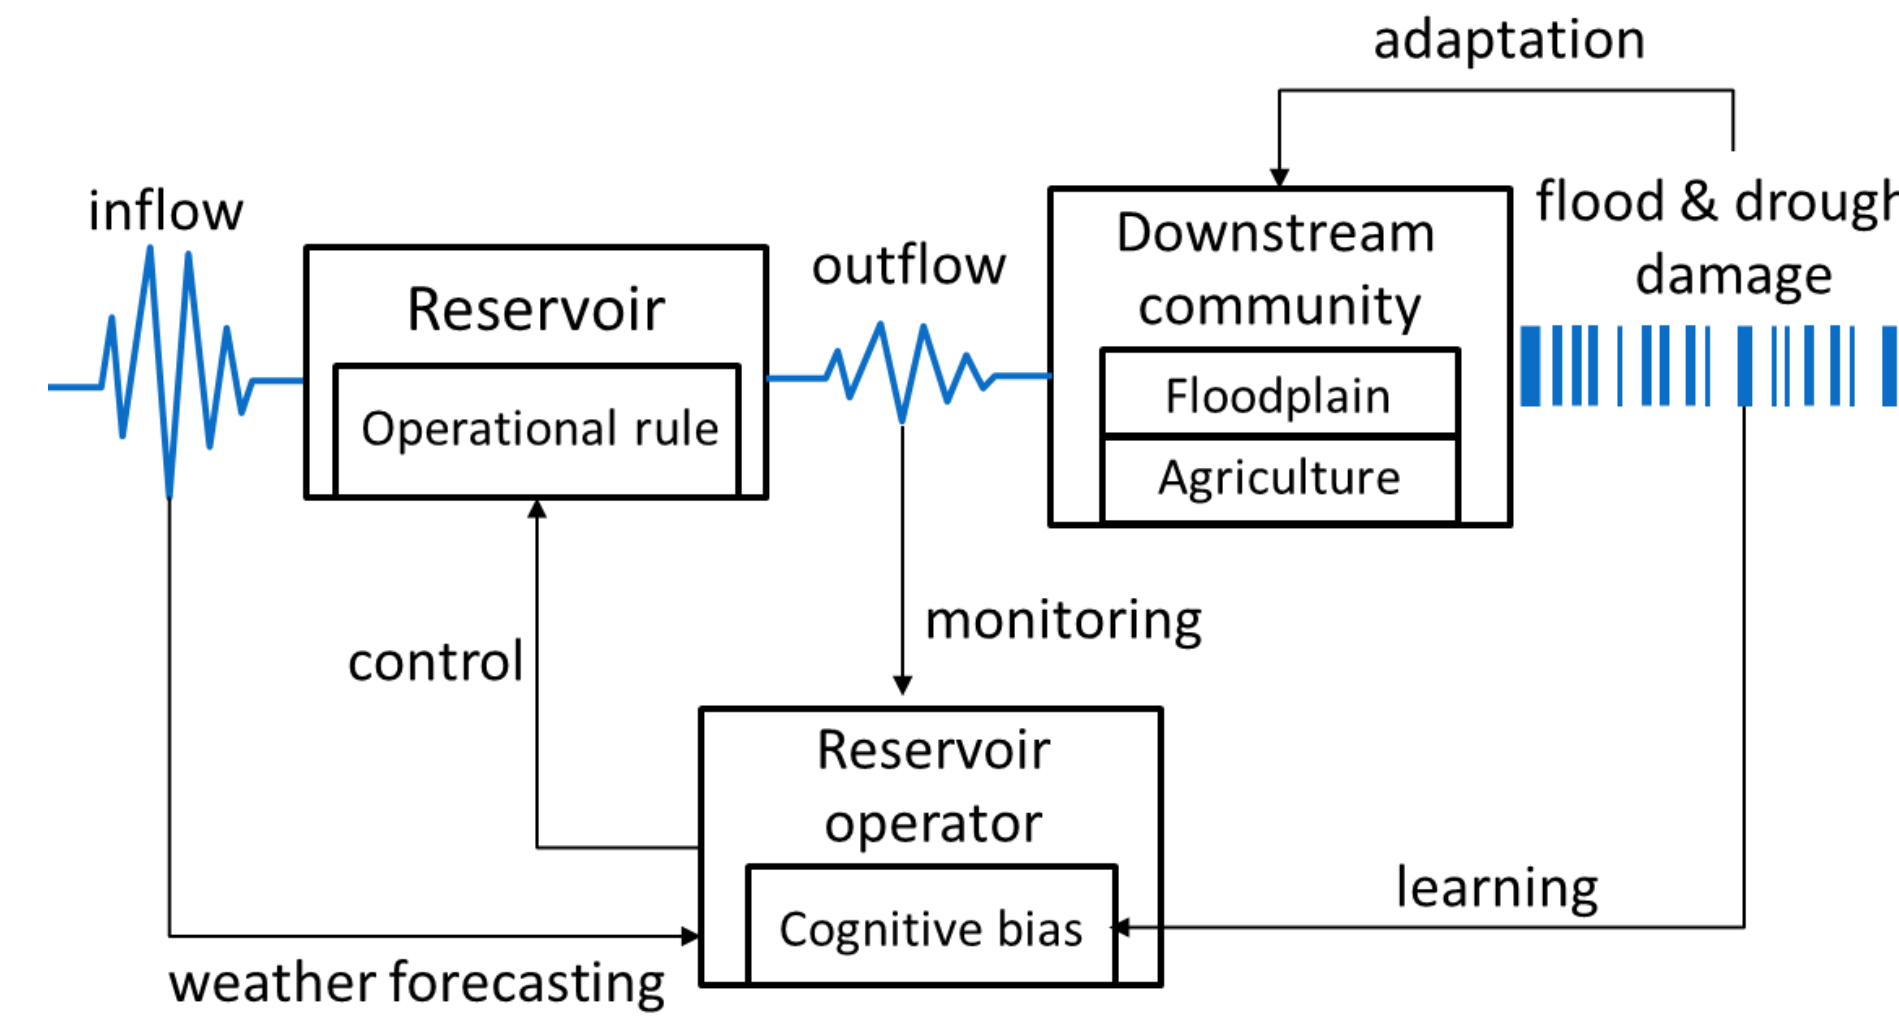 adaptation
inflow
flood & drough
damage
Downstream
community
outflow
Reservoir
Operational rule
Floodplain
Agriculture
monitoring
control
Reservoir
operator
Cognitive bias
learning
weather forecasting